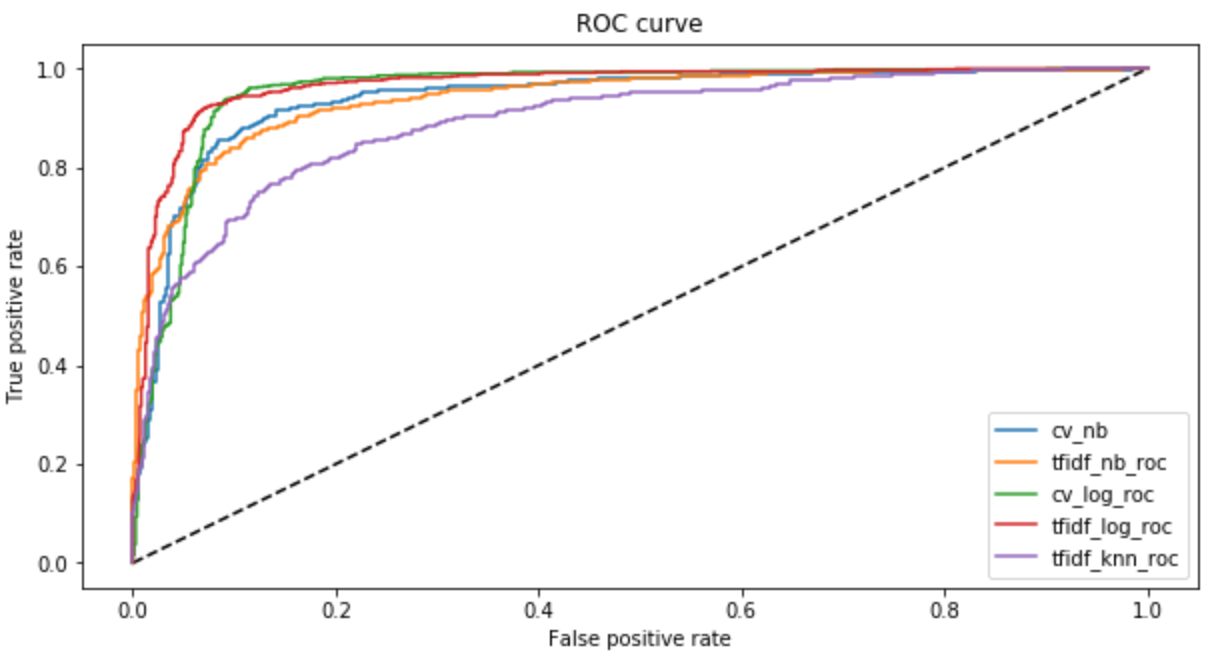 ROC curve
True positive rate
1.0
0.8
0.6
0.4
0.2
0.0
cv_nb
tfidf_nb_roc
cv_log_roc
tfidf_log_roc
tfidf_knn_roc
0.0 0.2 0.4 0.6 0.8 1.0
False positive rate